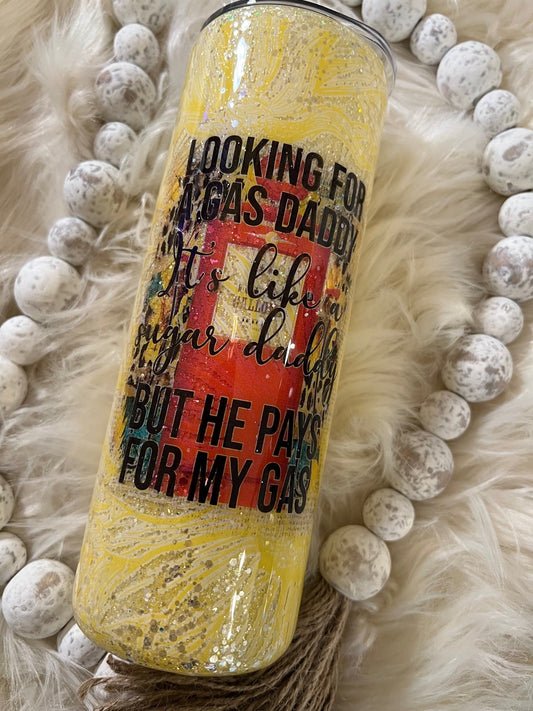 LOOKING FOR
A GAS DADDY
It's like a
sugar daddy
BUT HE PAYS
FOR MY GAS